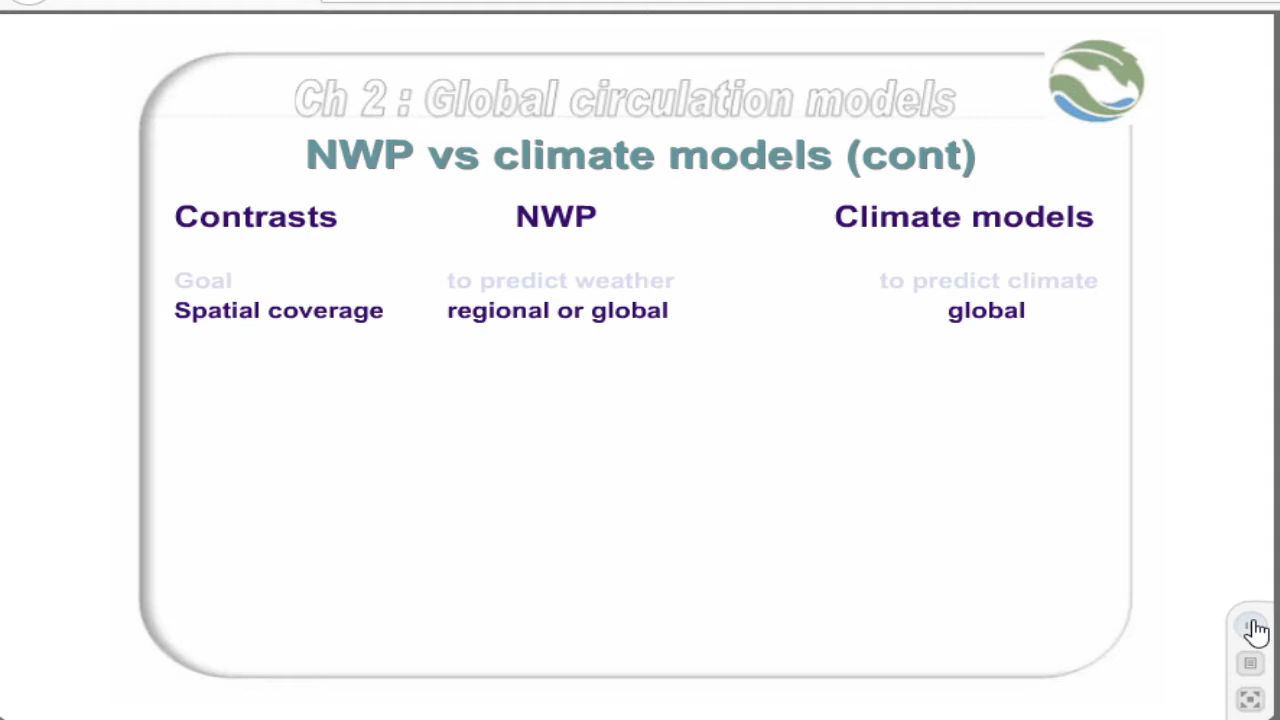 Ch 2 : Global circulation models
NWP vs climate models (cont)
Contrasts NWP Climate models
Goal to predict weather to predict climate
Spatial coverage regional or global global